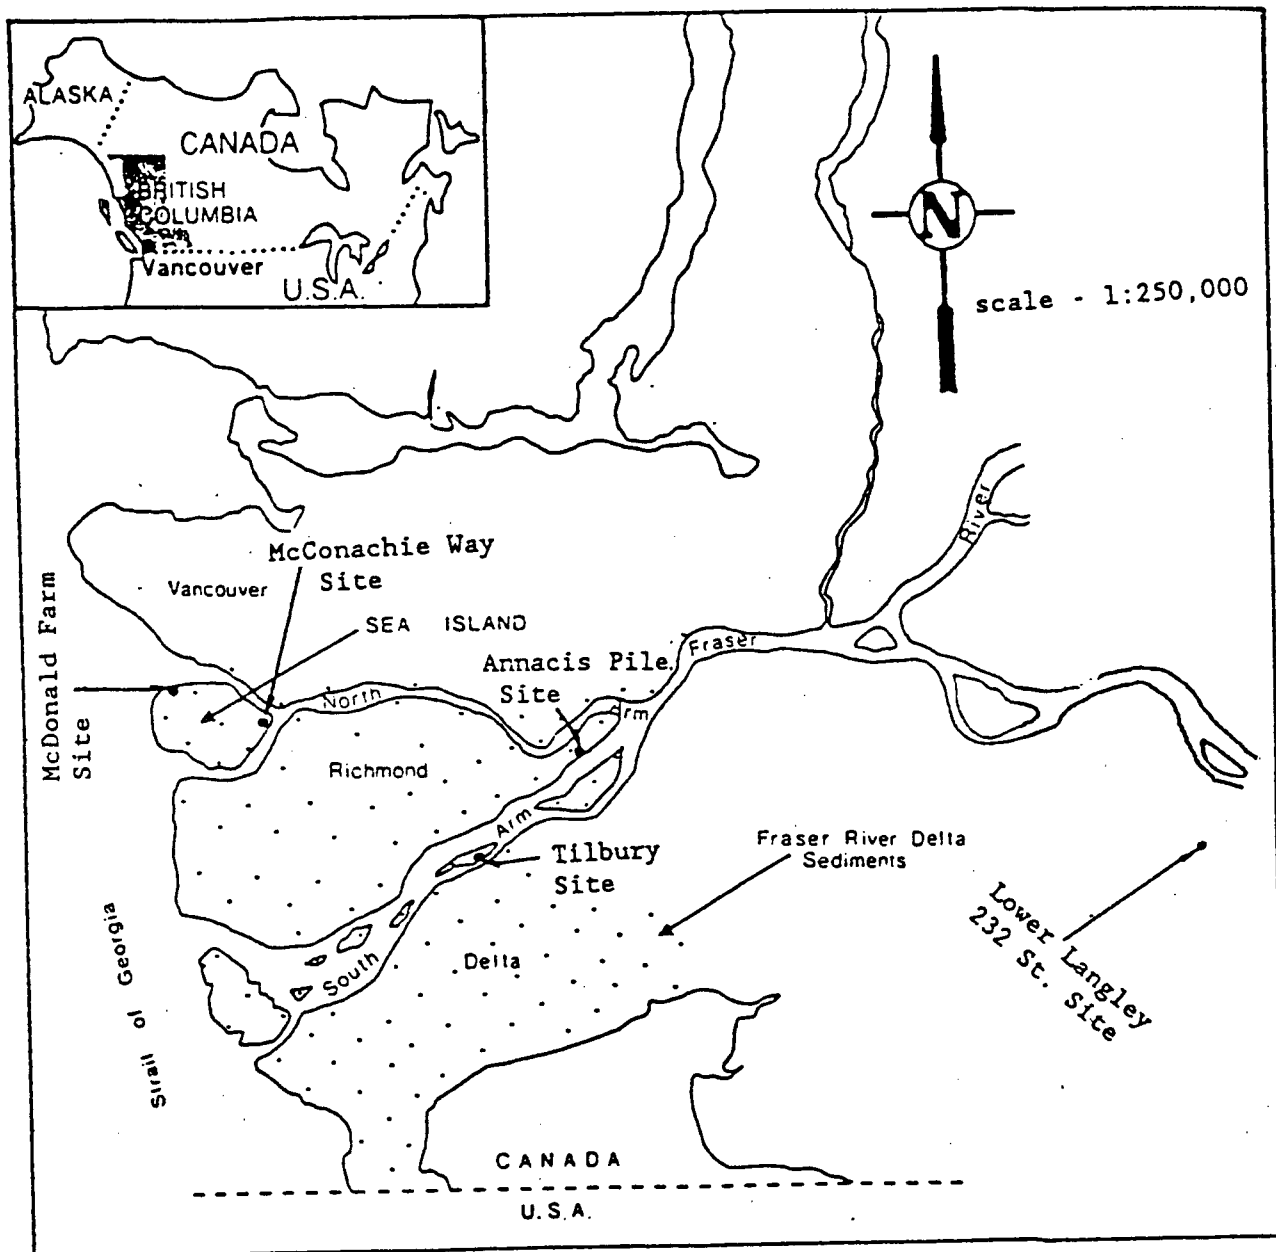 ALASKA
CANADA
BRITISH
COLUMBIA
Vancouver
U.S.A.
N
scale - 1:250,000
River
McConachie Way
Site
Vancouver
SEA ISLAND
McDonald Farm
Site
Annacis Pile
Site
Fraser
North
Arm
Richmond
Arm
Tilbury
Site
Fraser River Delta
Sediments
Lower Langley
232 St. Site
Strait of Georgia
South
Delta
CANADA
U.S.A.